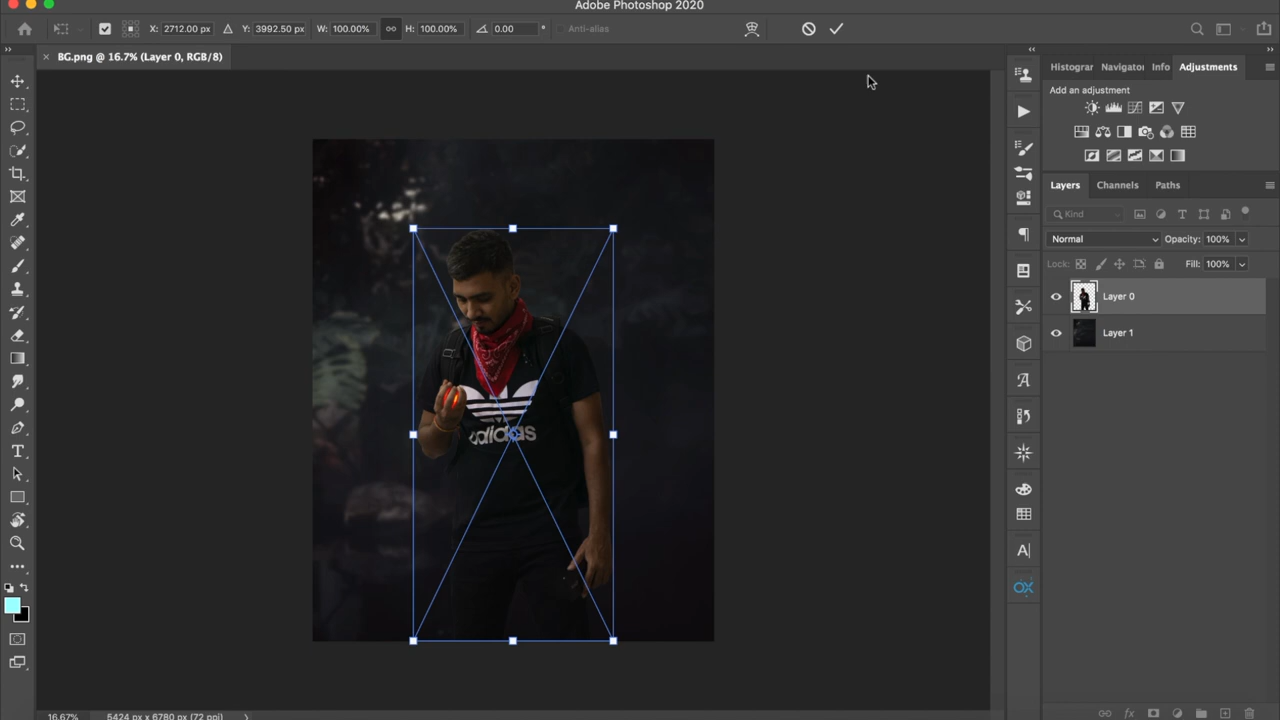 Adobe Photoshop 2020
X: 2712.00 px Y: 3992.50 px W: 100.00% H: 100.00% 0.00 ° Anti-alias
BG.png @ 16.7% (Layer 0, RGB/8)
Histogran Navigator Info Adjustments
Add an adjustment
Layers Channels Paths
Kind
Normal Opacity: 100%
Lock: Fill: 100%
Layer 0
Layer 1
adidas
16.67% 5424 px x 6780 px (72 ppi)